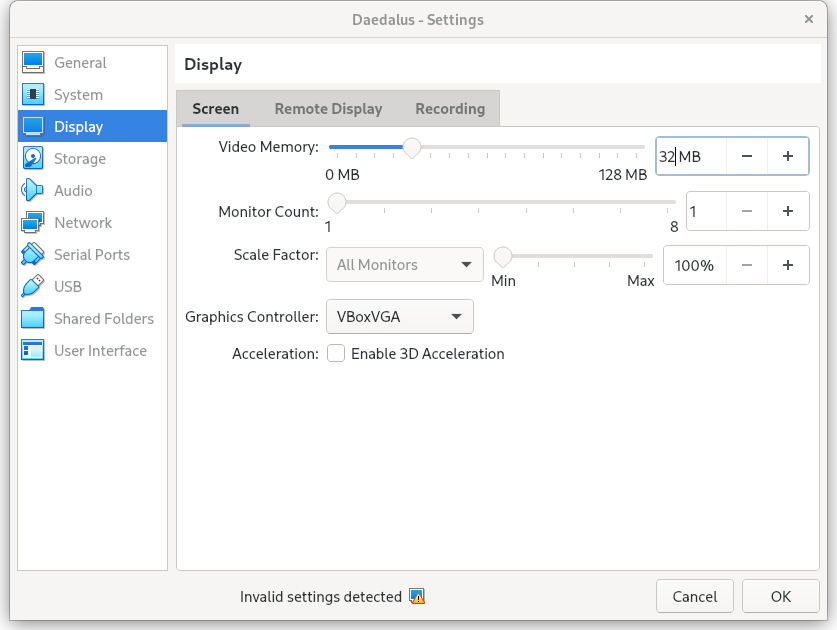 Daedalus - Settings
×
General
System
Display
Storage
Audio
Network
Serial Ports
USB
Shared Folders
User Interface
Display
Screen Remote Display Recording
Video Memory: 32 MB − +
0 MB 128 MB
Monitor Count: 1 − +
1 8
Scale Factor: All Monitors 100% − +
Min Max
Graphics Controller: VBoxVGA
Acceleration: Enable 3D Acceleration
Invalid settings detected Cancel OK